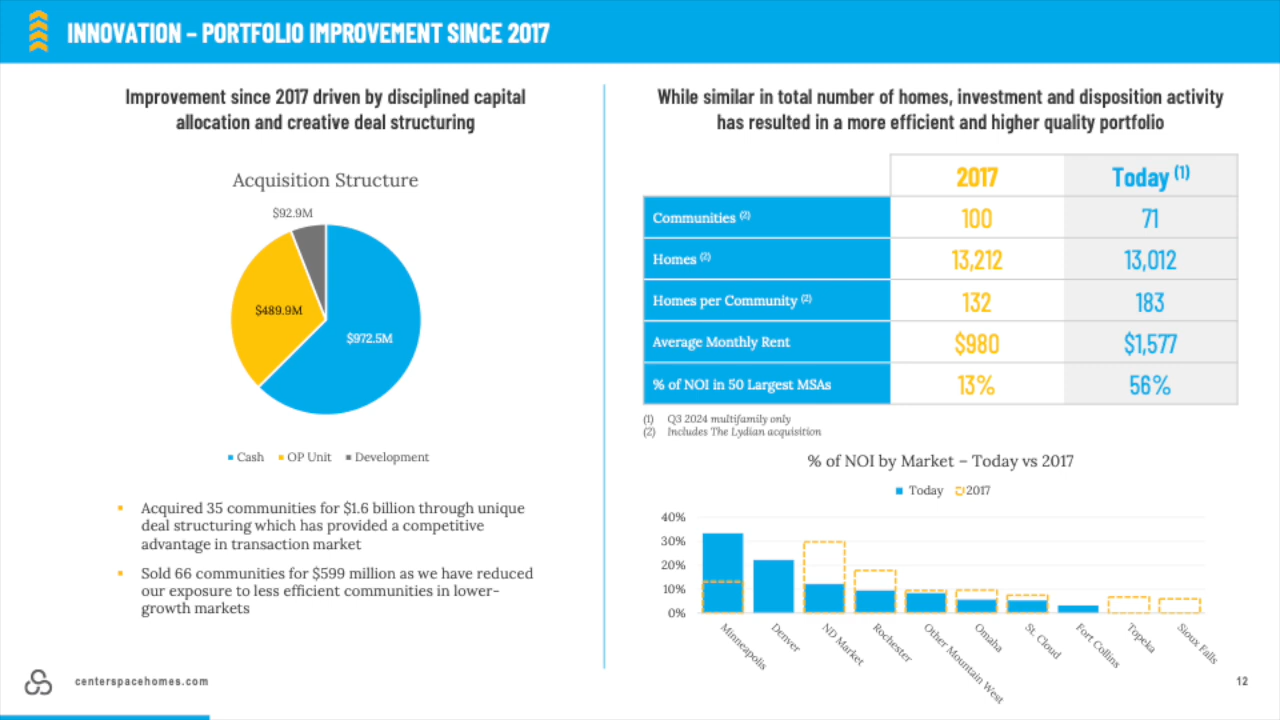 INNOVATION – PORTFOLIO IMPROVEMENT SINCE 2017
Improvement since 2017 driven by disciplined capital
allocation and creative deal structuring
Acquisition Structure
$92.9M
$489.9M
$972.5M
Cash OP Unit Development
Acquired 35 communities for $1.6 billion through unique
deal structuring which has provided a competitive
advantage in transaction market
Sold 66 communities for $599 million as we have reduced
our exposure to less efficient communities in lower-
growth markets
While similar in total number of homes, investment and disposition activity
has resulted in a more efficient and higher quality portfolio
2017 Today (1)
Communities (2) 100 71
Homes (2) 13,212 13,012
Homes per Community (2) 132 183
Average Monthly Rent $980 $1,577
% of NOI in 50 Largest MSAs 13% 56%
(1) Q3 2024 multifamily only
(2) Includes The Lydian acquisition
% of NOI by Market – Today vs 2017
Today 2017
40%
30%
20%
10%
0%
Minneapolis
Denver
ND Market
Rochester
Other Mountain West
Omaha
St. Cloud
Fort Collins
Topeka
Sioux Falls
centerspacehomes.com
12